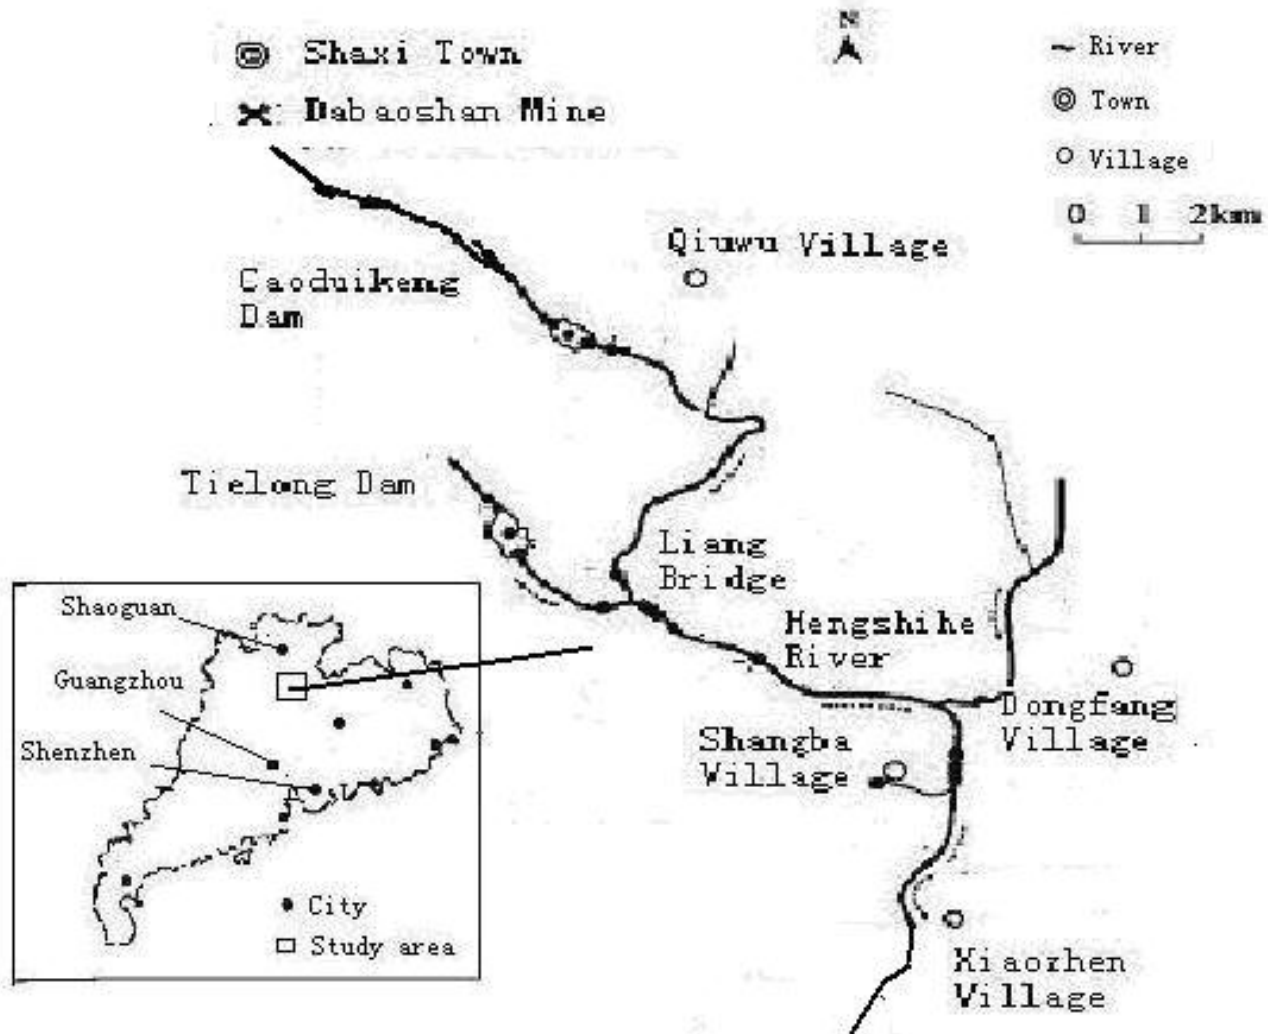 N
Shaxi Town
Dabaoshan Mine
River
Town
Village
0 1 2km
Qiuwu Village
Caoduikeng
Dam
Tielong Dam
Liang
Bridge
Hengshihe
River
Dongfang
Village
Shangba
Village
Xiaozhen
Village
Shaoguan
Guangzhou
Shenzhen
City
Study area